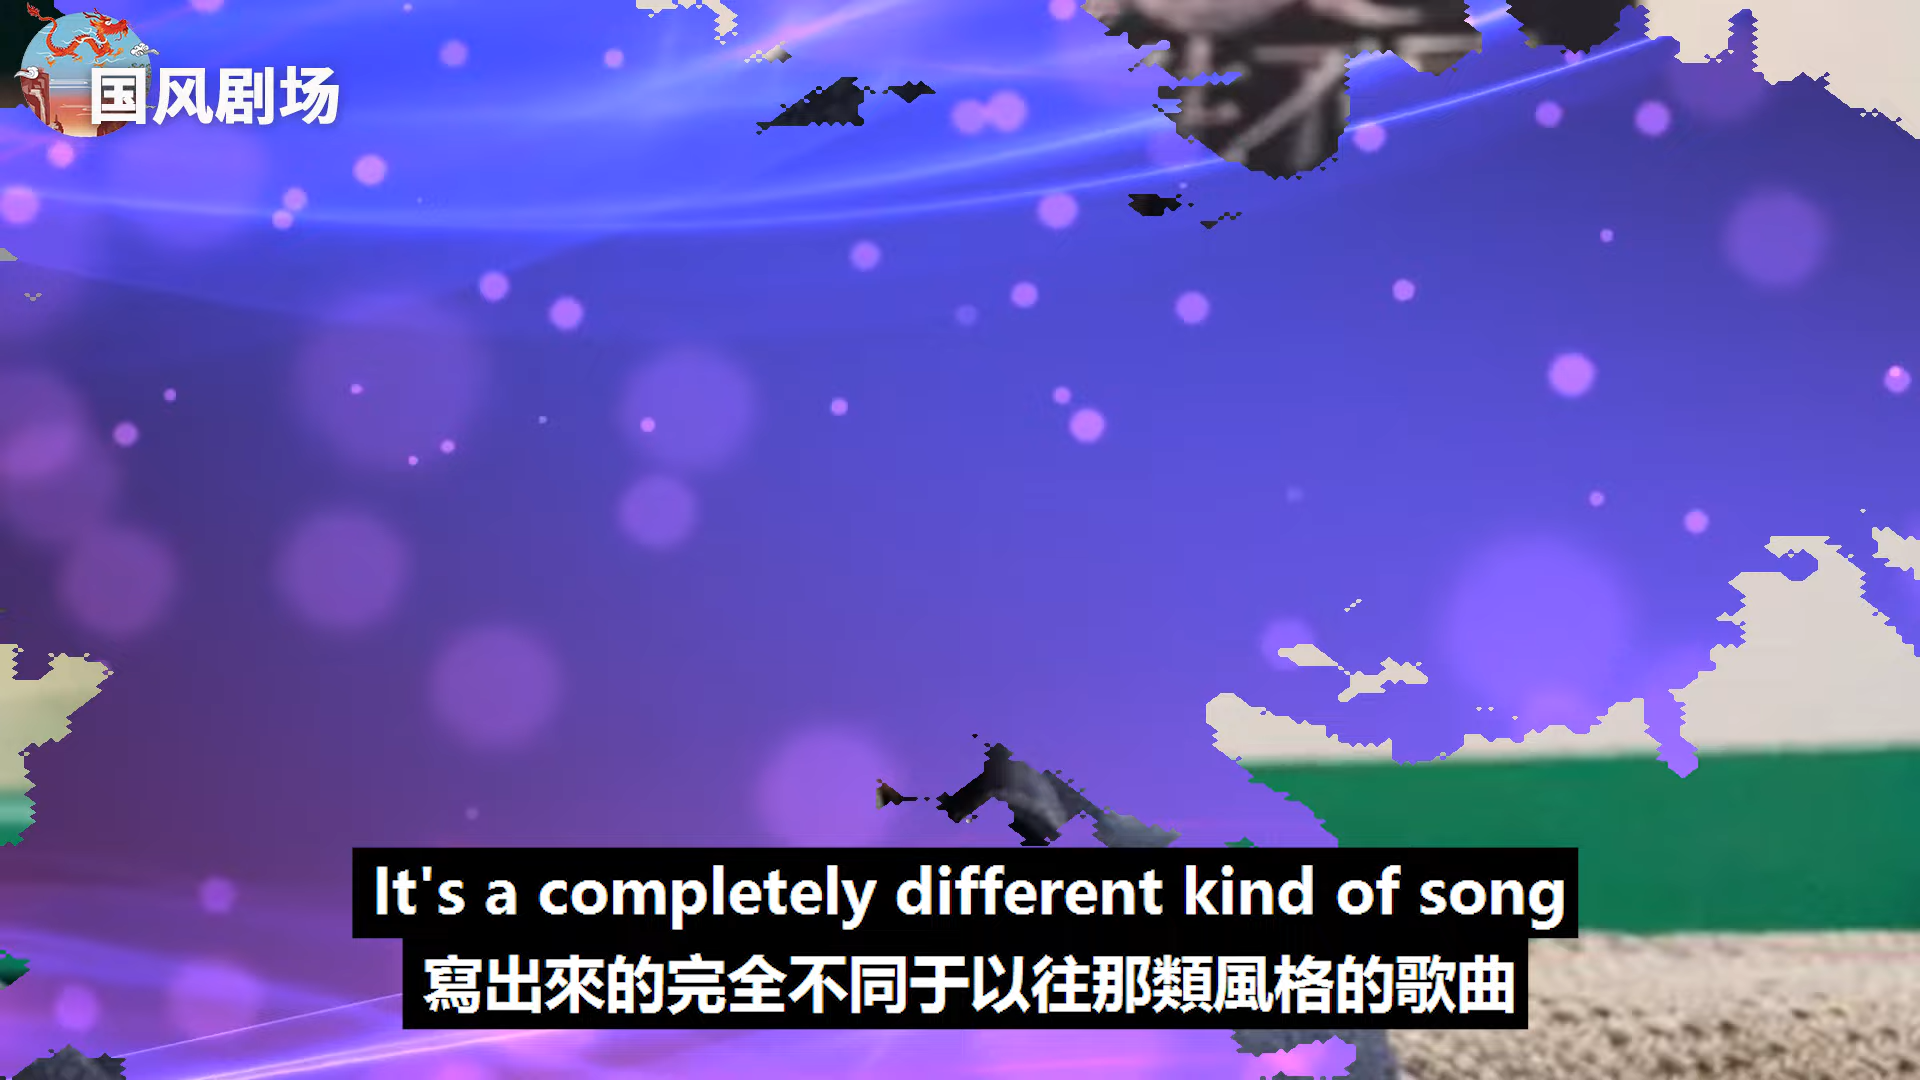 国风剧场
It's a completely different kind of song
寫出來的完全不同于以往那類風格的歌曲